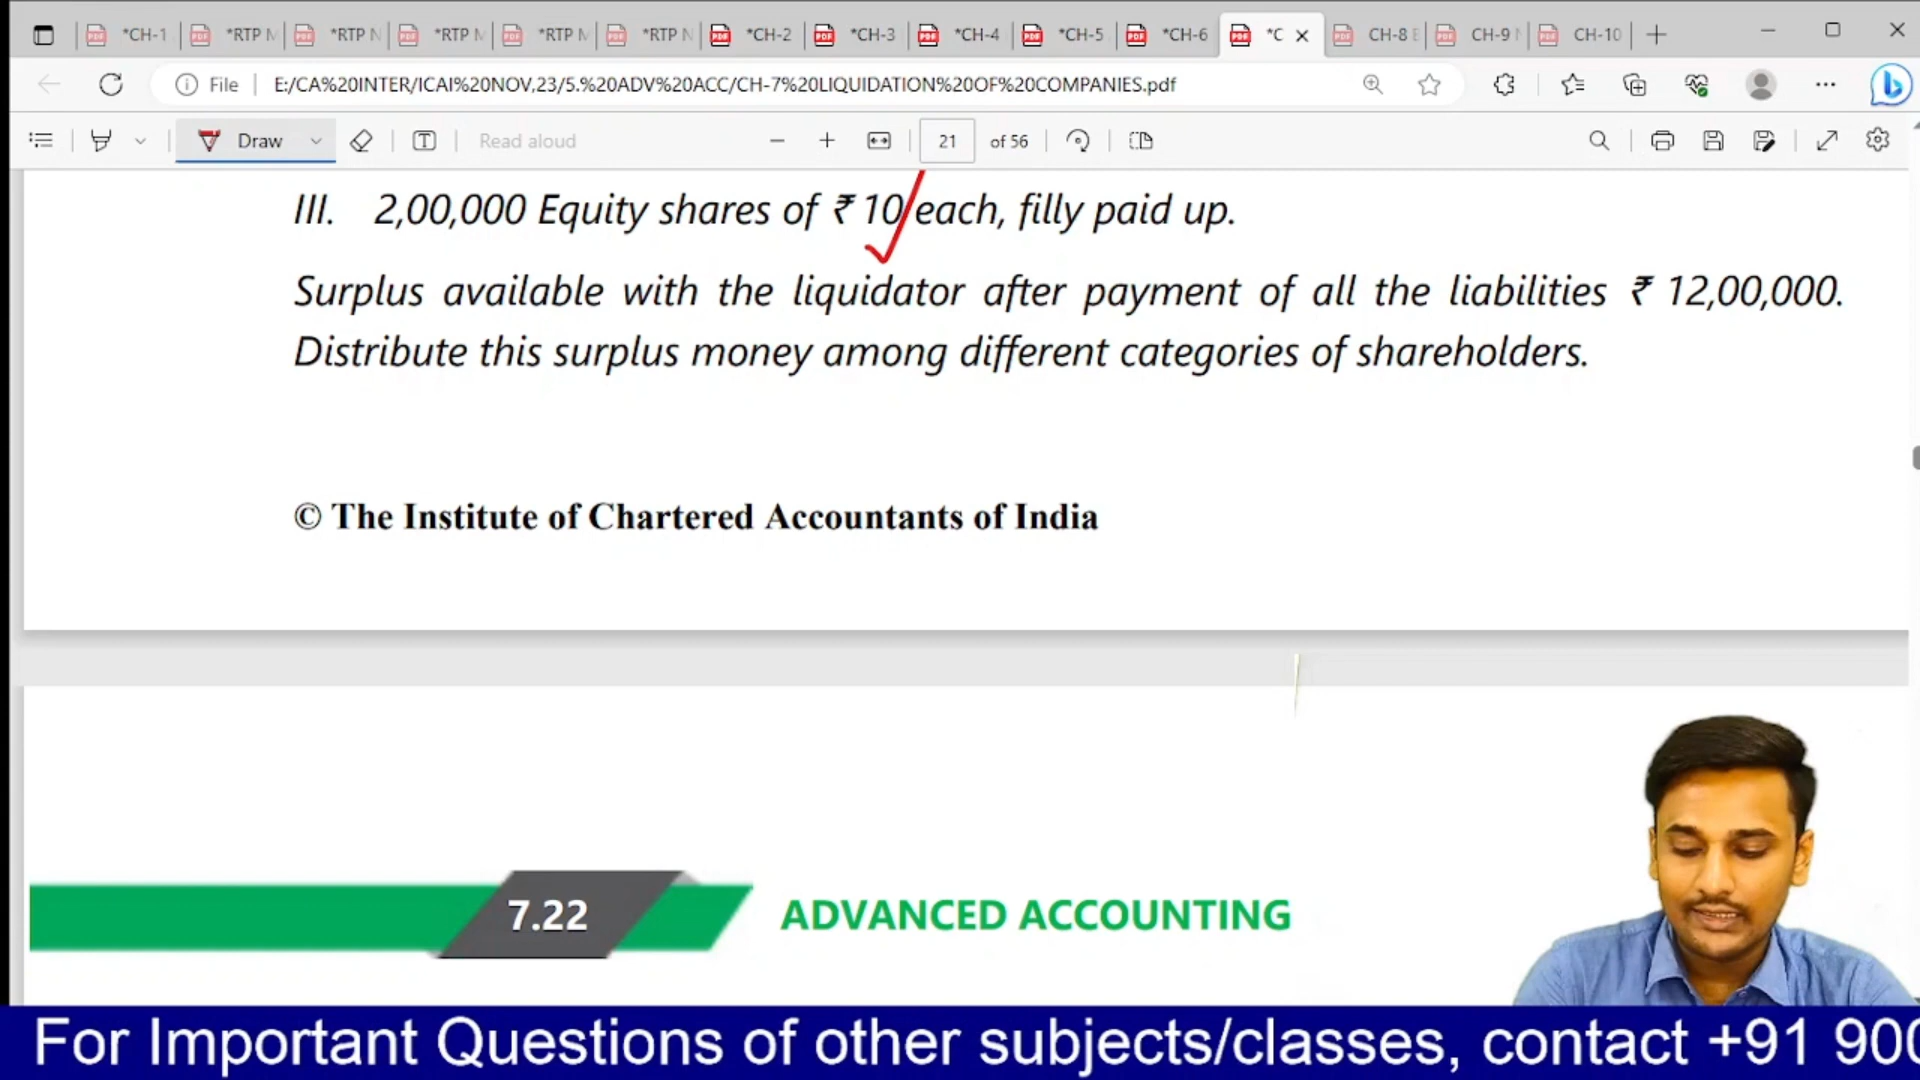 *CH-1
*RTP M
*RTP N
*RTP M
*RTP M
*RTP N
*CH-2
*CH-3
*CH-4
*CH-5
*CH-6
*C
CH-8 E
CH-9 N
CH-10
File
E:/CA%20INTER/ICAI%20NOV,23/5.%20ADV%20ACC/CH-7%20LIQUIDATION%20OF%20COMPANIES.pdf
Draw
Read aloud
21 of 56
III. 2,00,000 Equity shares of ₹ 10 each, filly paid up.
Surplus available with the liquidator after payment of all the liabilities ₹ 12,00,000.
Distribute this surplus money among different categories of shareholders.
© The Institute of Chartered Accountants of India
7.22 ADVANCED ACCOUNTING
For Important Questions of other subjects/classes, contact +91 900